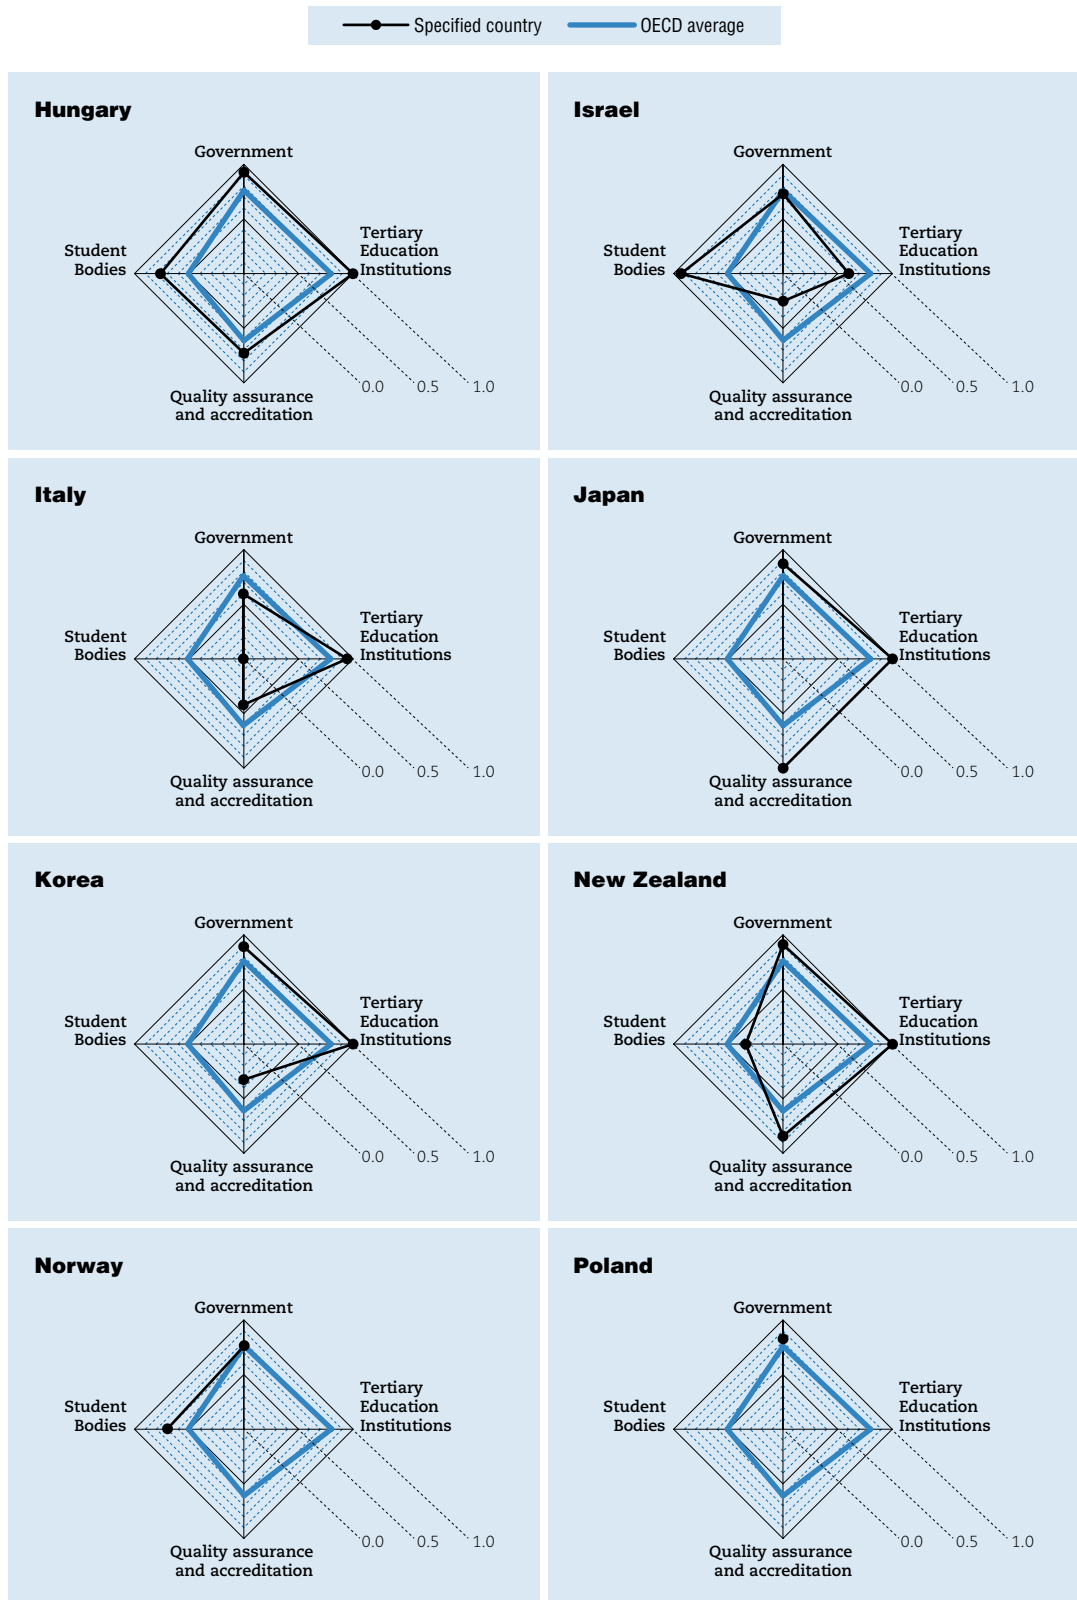 Specified country
OECD average
Hungary
Government
Tertiary
Education
Institutions
Student
Bodies
Quality assurance
and accreditation
0.0
0.5
1.0
Israel
Government
Tertiary
Education
Institutions
Student
Bodies
Quality assurance
and accreditation
0.0
0.5
1.0
Italy
Government
Tertiary
Education
Institutions
Student
Bodies
Quality assurance
and accreditation
0.0
0.5
1.0
Japan
Government
Tertiary
Education
Institutions
Student
Bodies
Quality assurance
and accreditation
0.0
0.5
1.0
Korea
Government
Tertiary
Education
Institutions
Student
Bodies
Quality assurance
and accreditation
0.0
0.5
1.0
New Zealand
Government
Tertiary
Education
Institutions
Student
Bodies
Quality assurance
and accreditation
0.0
0.5
1.0
Norway
Government
Tertiary
Education
Institutions
Student
Bodies
Quality assurance
and accreditation
0.0
0.5
1.0
Poland
Government
Tertiary
Education
Institutions
Student
Bodies
Quality assurance
and accreditation
0.0
0.5
1.0